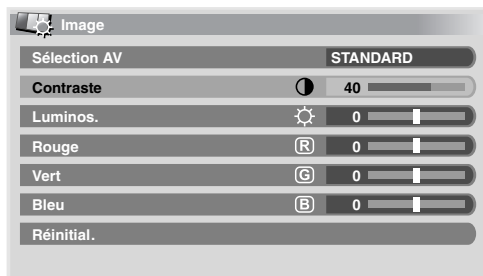 Image
Sélection AV STANDARD
Contraste 40
Luminos. 0
Rouge R 0
Vert G 0
Bleu B 0
Réinitial.